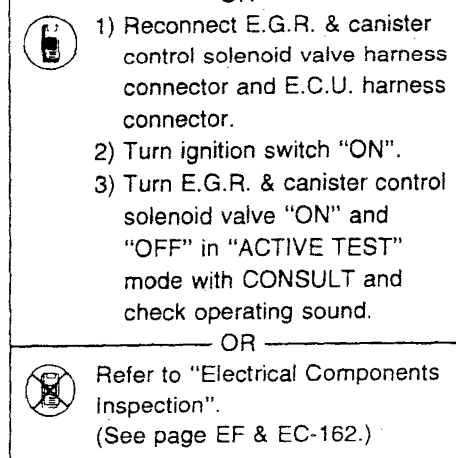 1) Reconnect E.G.R. & canister
control solenoid valve harness
connector and E.C.U. harness
connector.
2) Turn ignition switch "ON".
3) Turn E.G.R. & canister control
solenoid valve "ON" and
"OFF" in "ACTIVE TEST"
mode with CONSULT and
check operating sound.
OR
Refer to "Electrical Components
Inspection".
(See page EF & EC-162.)